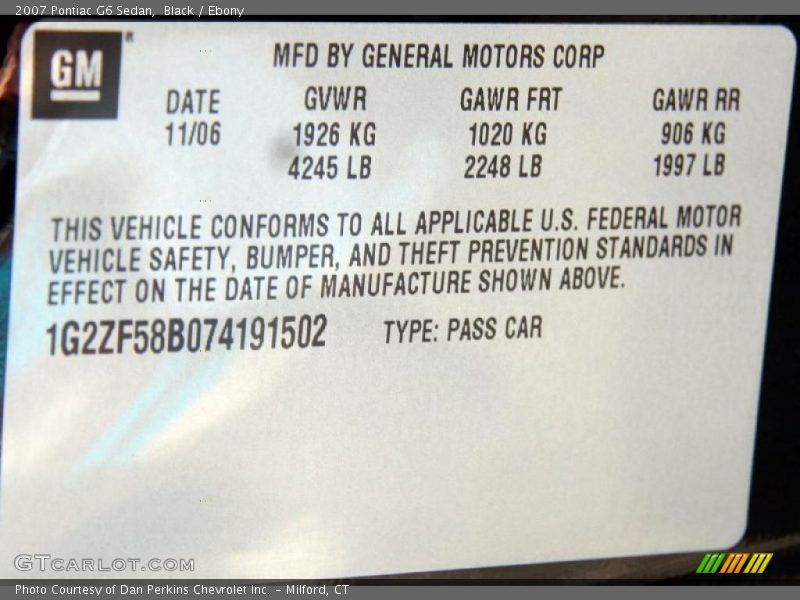 2007 Pontiac G6 Sedan, Black / Ebony
GM
MFD BY GENERAL MOTORS CORP
DATE GVWR GAWR FRT GAWR RR
11/06 1926 KG 1020 KG 906 KG
4245 LB 2248 LB 1997 LB
THIS VEHICLE CONFORMS TO ALL APPLICABLE U.S. FEDERAL MOTOR
VEHICLE SAFETY, BUMPER, AND THEFT PREVENTION STANDARDS IN
EFFECT ON THE DATE OF MANUFACTURE SHOWN ABOVE.
1G2ZF58B074191502 TYPE: PASS CAR
GTCARLOT.COM
Photo Courtesy of Dan Perkins Chevrolet Inc. - Milford, CT